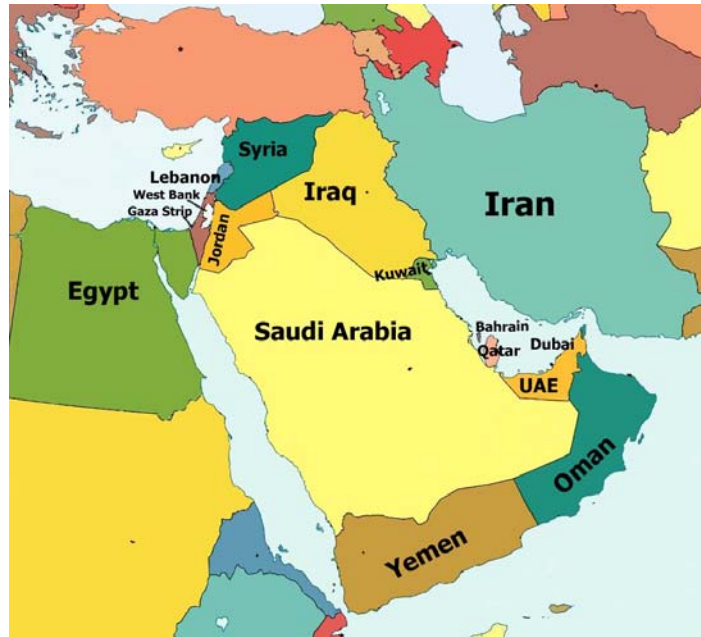 Syria
Lebanon
West Bank
Gaza Strip
Iraq
Iran
Jordan
Kuwait
Egypt
Saudi Arabia
Bahrain
Qatar
Dubai
UAE
Oman
Yemen